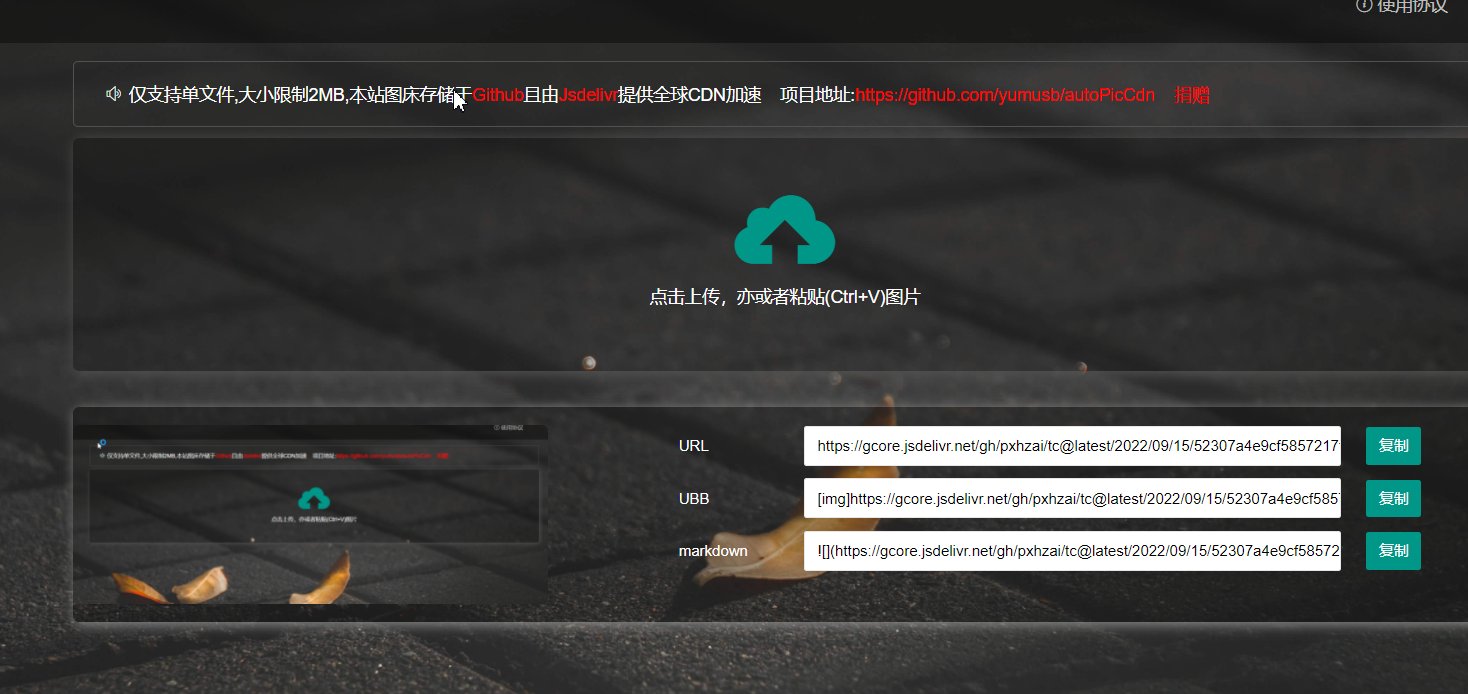 使用协议
仅支持单文件,大小限制2MB,本站图床存储于Github且由Jsdelivr提供全球CDN加速 项目地址:https://github.com/yumusb/autoPicCdn 捐赠
点击上传，亦或者粘贴(Ctrl+V)图片
使用协议
仅支持单文件,大小限制2MB,本站图床存储于Github且由Jsdelivr提供全球CDN加速 项目地址:https://github.com/yumusb/autoPicCdn 捐赠
点击上传，亦或者粘贴(Ctrl+V)图片
URL https://gcore.jsdelivr.net/gh/pxhzai/tc@latest/2022/09/15/52307a4e9cf5857217 复制
UBB [img]https://gcore.jsdelivr.net/gh/pxhzai/tc@latest/2022/09/15/52307a4e9cf585 复制
markdown ![](https://gcore.jsdelivr.net/gh/pxhzai/tc@latest/2022/09/15/52307a4e9cf58572 复制